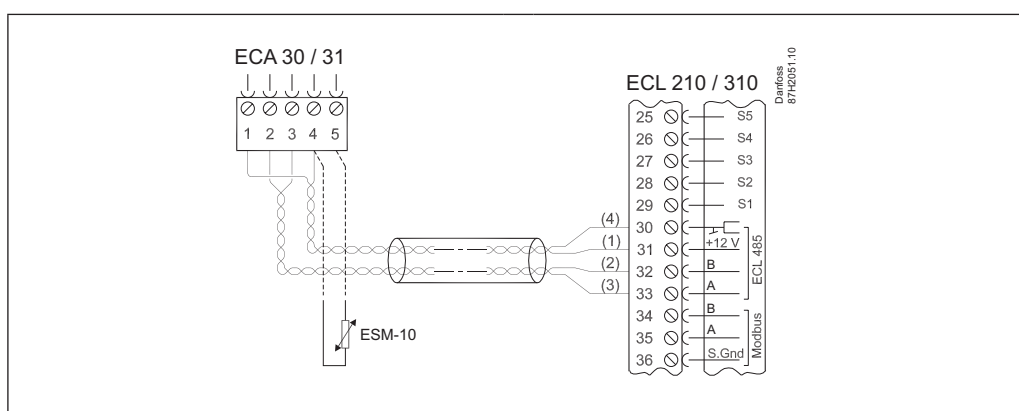 ECA 30 / 31
1 2 3 4 5
ESM-10
ECL 210 / 310
Danfoss
87H2051.10
25 S5
26 S4
27 S3
28 S2
29 S1
(4) 30
(1) 31 +12 V
(2) 32 B
(3) 33 A
ECL 485
34 B
35 A
36 S.Gnd
Modbus